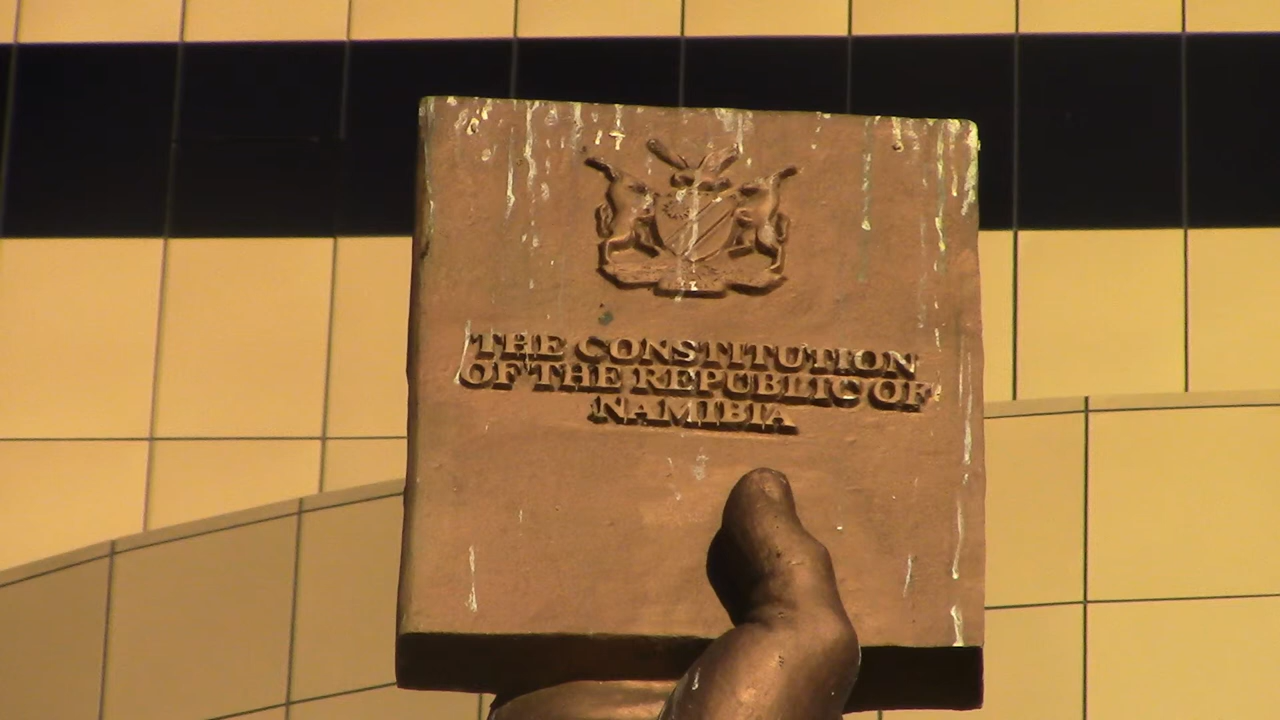 THE CONSTITUTION
OF THE REPUBLIC OF
NAMIBIA